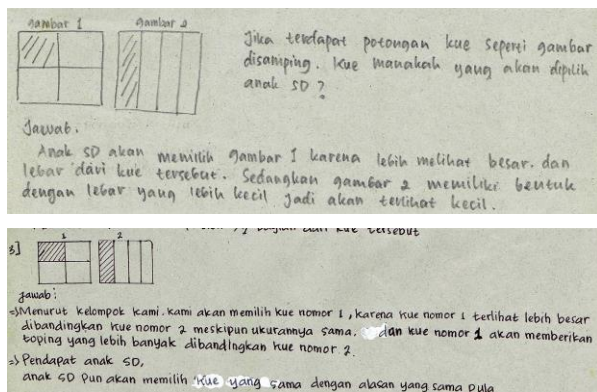 gambar 1 gambar 2
Jika terdapat potongan kue seperti gambar
disamping. Kue manakah yang akan dipilih
anak SD ?
Jawab.
Anak SD akan memilih gambar 1 karena lebih melihat besar. dan
lebar dari kue tersebut. Sedangkan gambar 2 memiliki bentuk
dengan lebar yang lebih kecil jadi akan terlihat kecil.
kue tersebut
3] 1 2
jawab :
=> Menurut kelompok kami. kami akan memilih kue nomor 1, karena kue nomor 1 terlihat lebih besar
dibandingkan kue nomor 2 meskipun ukurannya sama. dan kue nomor 1 akan memberikan
toping yang lebih banyak dibandingkan kue nomor 2.
=> Pendapat anak SD,
anak SD pun akan memilih kue yang sama dengan alasan yang sama pula